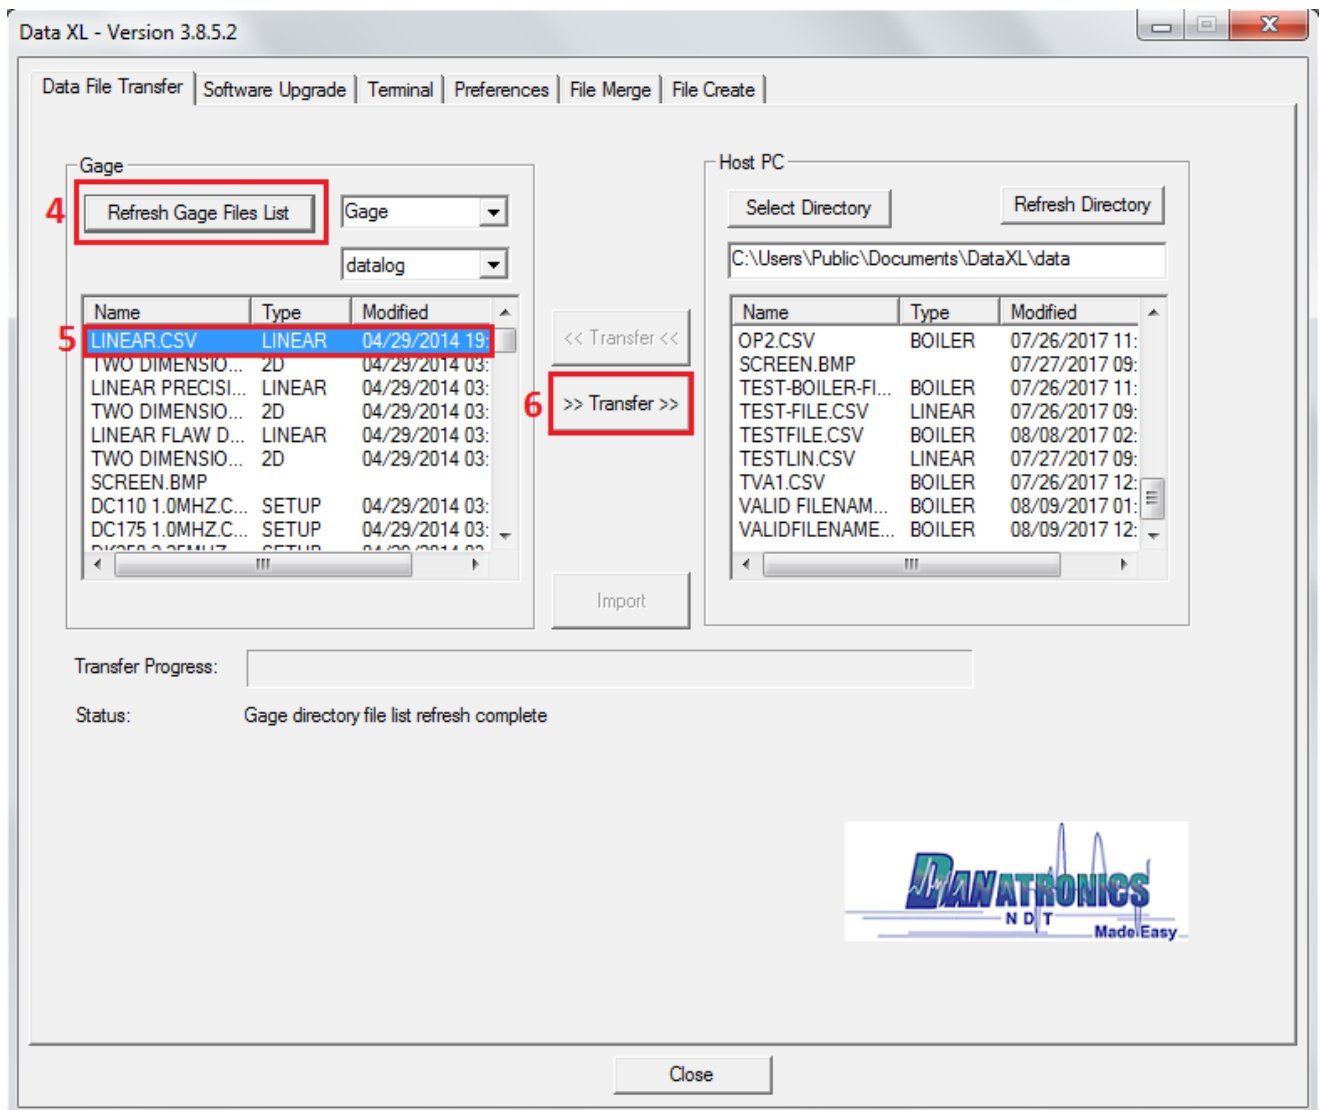 Data XL - Version 3.8.5.2
Data File Transfer Software Upgrade Terminal Preferences File Merge File Create
Gage
Host PC
4 Refresh Gage Files List Gage
Select Directory Refresh Directory
datalog
C:\Users\Public\Documents\DataXL\data
Name Type Modified
5 LINEAR.CSV LINEAR 04/29/2014 19:
TWO DIMENSIO... 2D 04/29/2014 03:
LINEAR PRECISI... LINEAR 04/29/2014 03:
TWO DIMENSIO... 2D 04/29/2014 03:
LINEAR FLAW D... LINEAR 04/29/2014 03:
TWO DIMENSIO... 2D 04/29/2014 03:
SCREEN.BMP
DC110 1.0MHZ.C... SETUP 04/29/2014 03:
DC175 1.0MHZ.C... SETUP 04/29/2014 03:
<< Transfer <<
6 >> Transfer >>
Import
Name Type Modified
OP2.CSV BOILER 07/26/2017 11:
SCREEN.BMP 07/27/2017 09:
TEST-BOILER-FI... BOILER 07/26/2017 11:
TEST-FILE.CSV LINEAR 07/26/2017 09:
TESTFILE.CSV BOILER 08/08/2017 02:
TESTLIN.CSV LINEAR 07/27/2017 09:
TVA1.CSV BOILER 07/26/2017 12:
VALID FILENAM... BOILER 08/09/2017 01:
VALIDFILENAME... BOILER 08/09/2017 12:
Transfer Progress:
Status: Gage directory file list refresh complete
DANATRONICS
NDT
Made Easy
Close